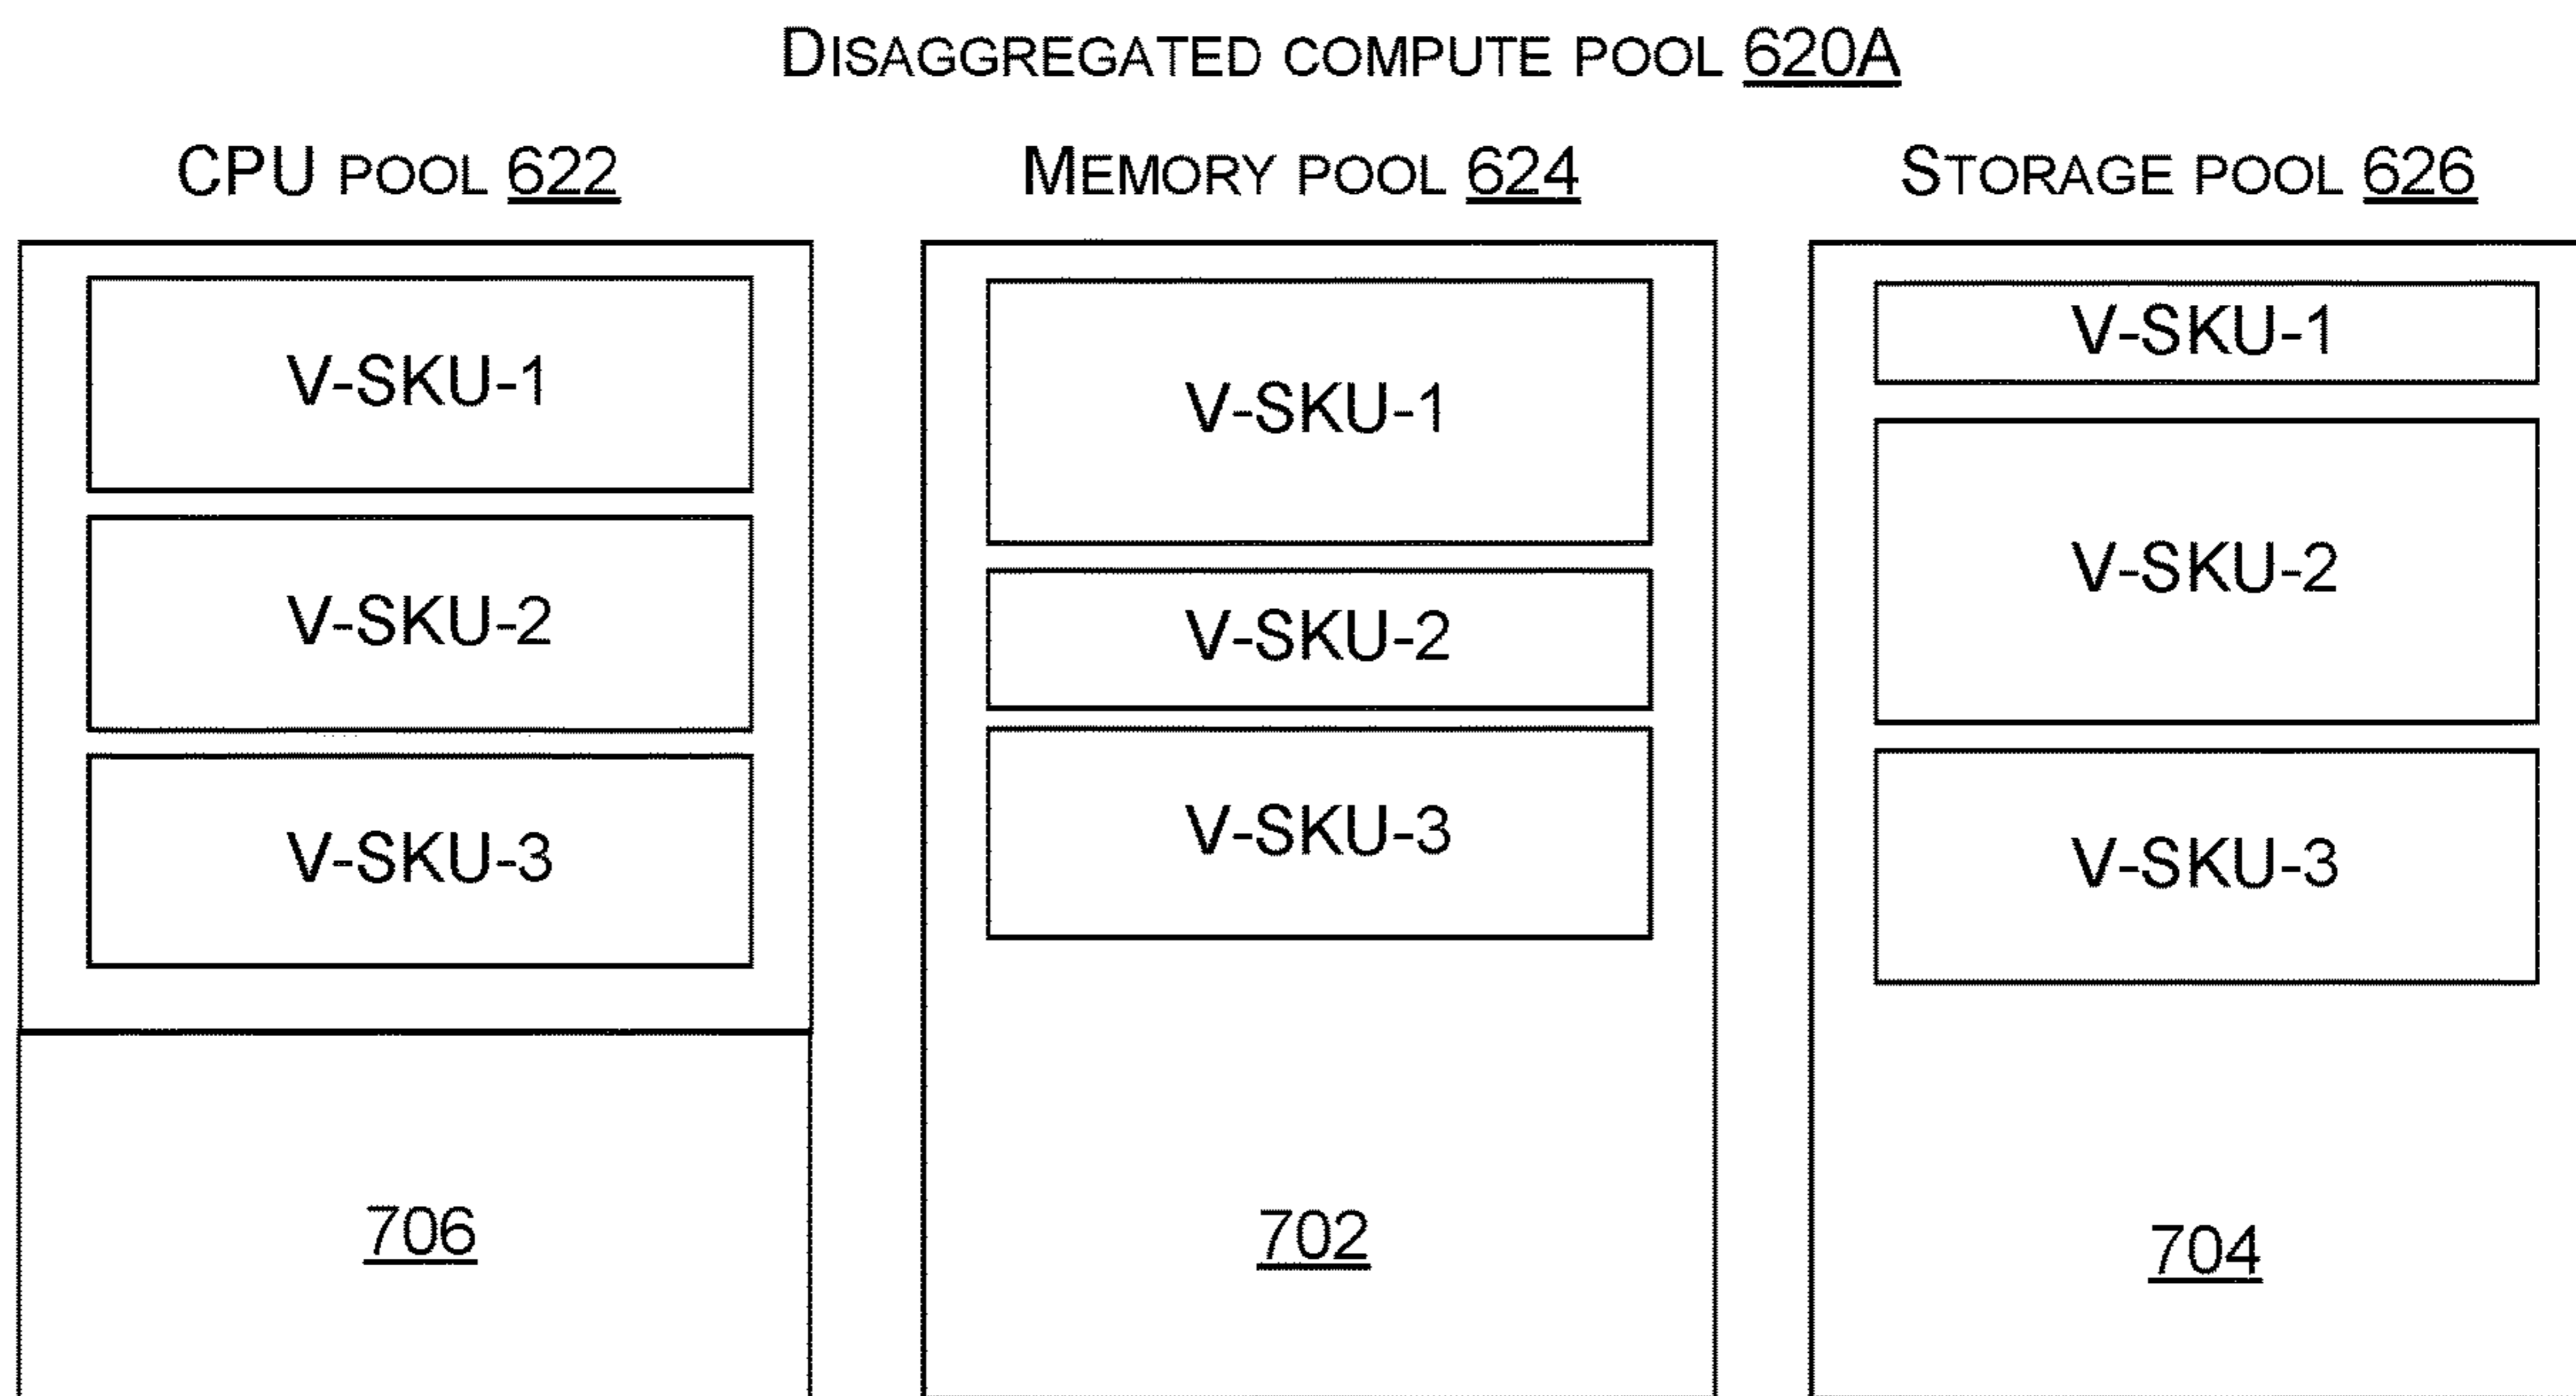 DISAGGREGATED COMPUTE POOL 620A
CPU POOL 622
MEMORY POOL 624
STORAGE POOL 626
V-SKU-1
V-SKU-2
V-SKU-3
706
V-SKU-1
V-SKU-2
V-SKU-3
702
V-SKU-1
V-SKU-2
V-SKU-3
704